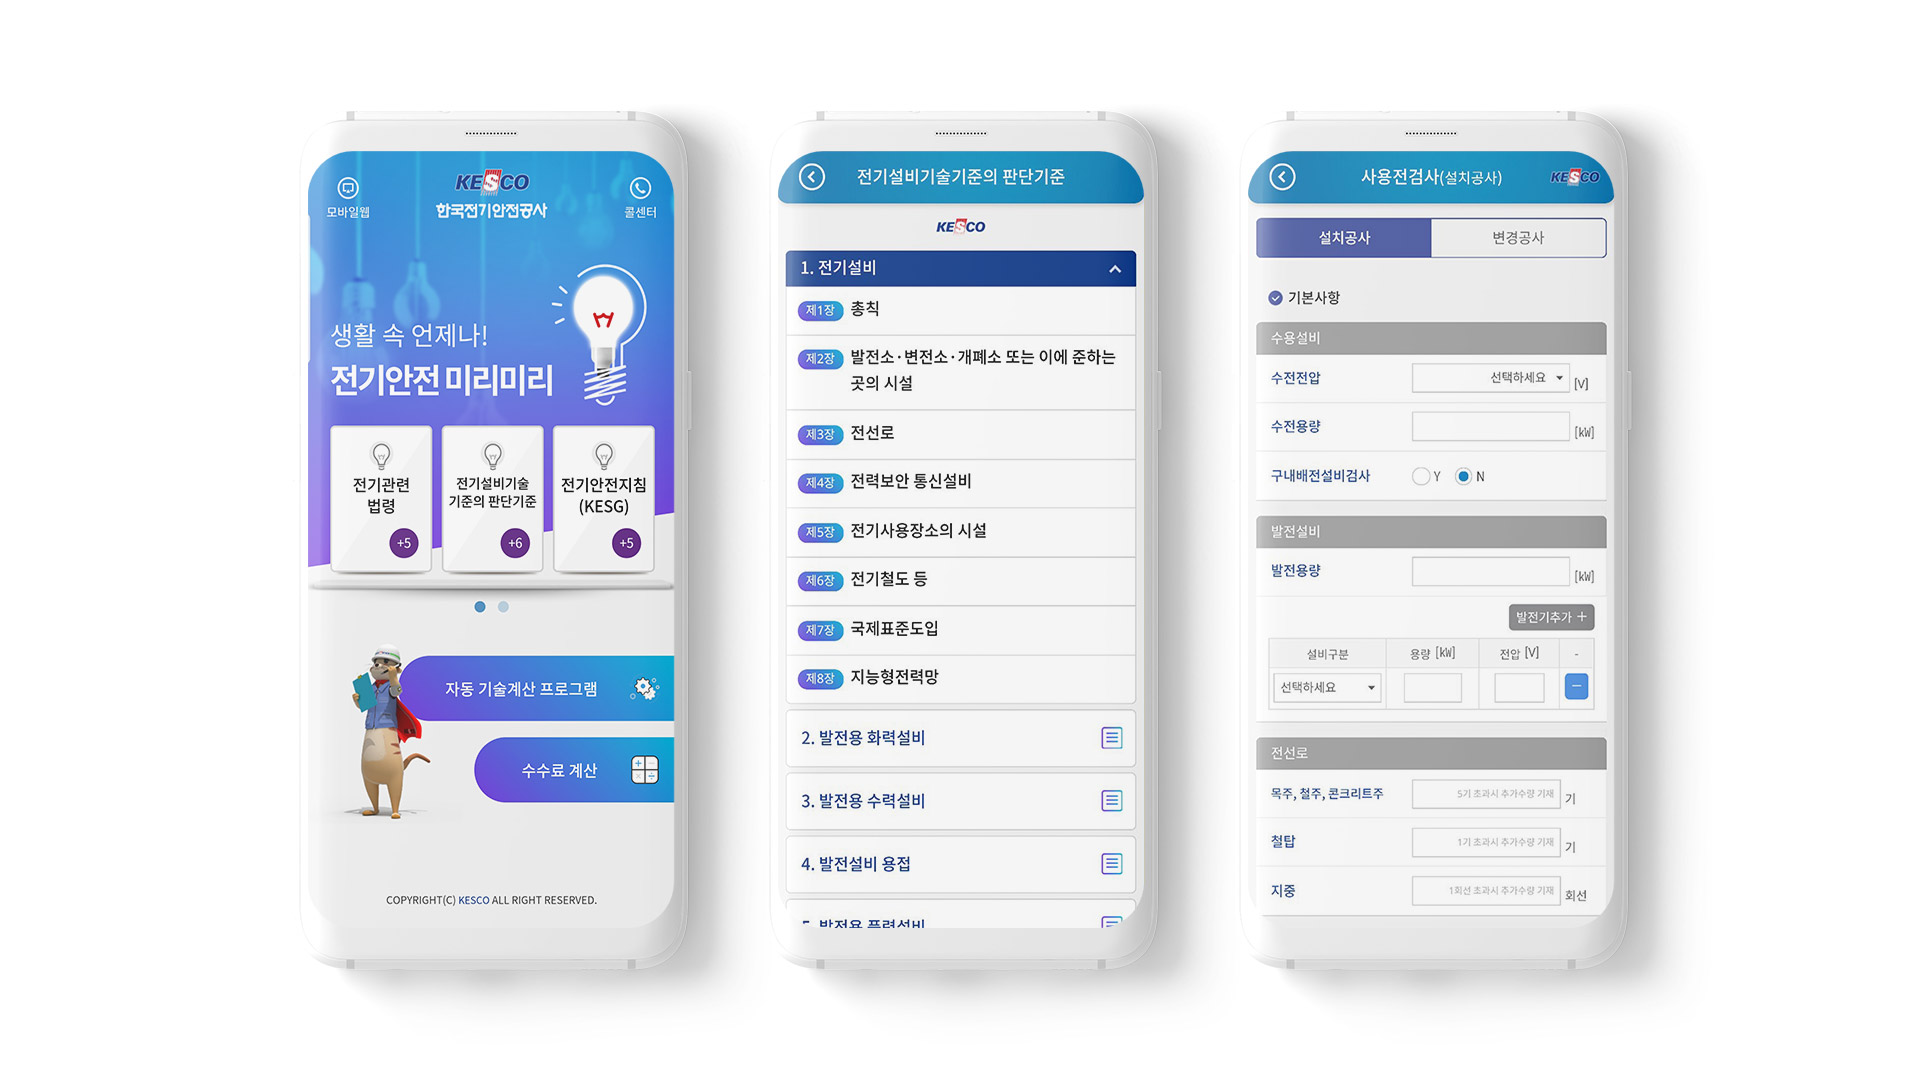 모바일웹
KESCO
한국전기안전공사
콜센터
생활 속 언제나!
전기안전 미리미리
전기관련
법령
+5
전기설비기술
기준의 판단기준
+6
전기안전지침
(KESG)
+5
자동 기술계산 프로그램
수수료 계산
COPYRIGHT(C) KESCO ALL RIGHT RESERVED.
전기설비기술기준의 판단기준
KESCO
1. 전기설비
제1장 총칙
제2장 발전소·변전소·개폐소 또는 이에 준하는
곳의 시설
제3장 전선로
제4장 전력보안 통신설비
제5장 전기사용장소의 시설
제6장 전기철도 등
제7장 국제표준도입
제8장 지능형전력망
2. 발전용 화력설비
3. 발전용 수력설비
4. 발전설비 용접
5. 발전용 풍력설비
사용전검사(설치공사)
KESCO
설치공사
변경공사
기본사항
수용설비
수전전압 선택하세요 [V]
수전용량 [kW]
구내배전설비검사 Y N
발전설비
발전용량 [kW]
발전기추가 +
설비구분 용량 [kW] 전압 [V] -
선택하세요
전선로
목주, 철주, 콘크리트주 5기 초과시 추가수량 기재 기
철탑 1기 초과시 추가수량 기재 기
지중 1회선 초과시 추가수량 기재 회선